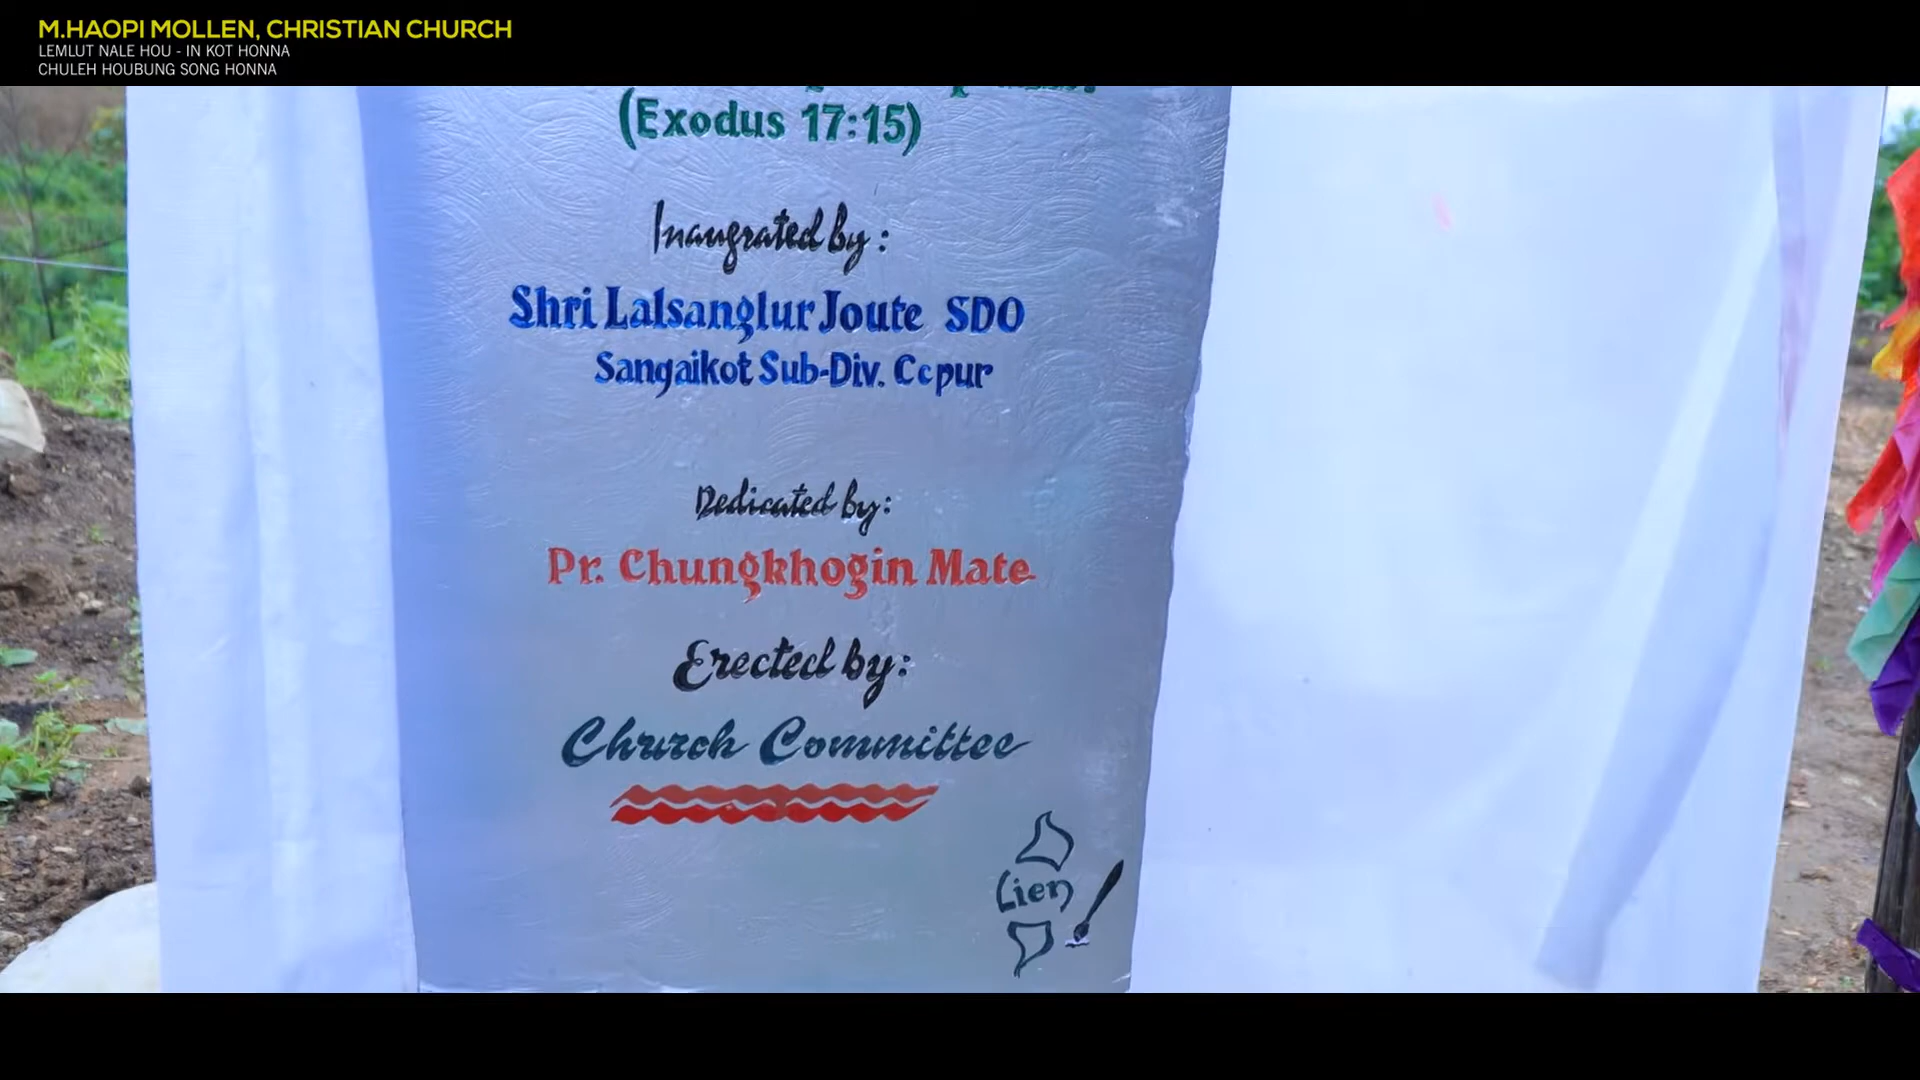 M.HAOPI MOLLEN, CHRISTIAN CHURCH
LEMLUT NALE HOU - IN KOT HONNA
CHULEH HOUBUNG SONG HONNA
(Exodus 17:15)
Inaugrated by :
Shri Lalsanglur Joute SDO
Sangaikot Sub-Div. Ccpur
Dedicated by:
Pr. Chungkhogin Mate
Erected by:
Church Committee
Lien